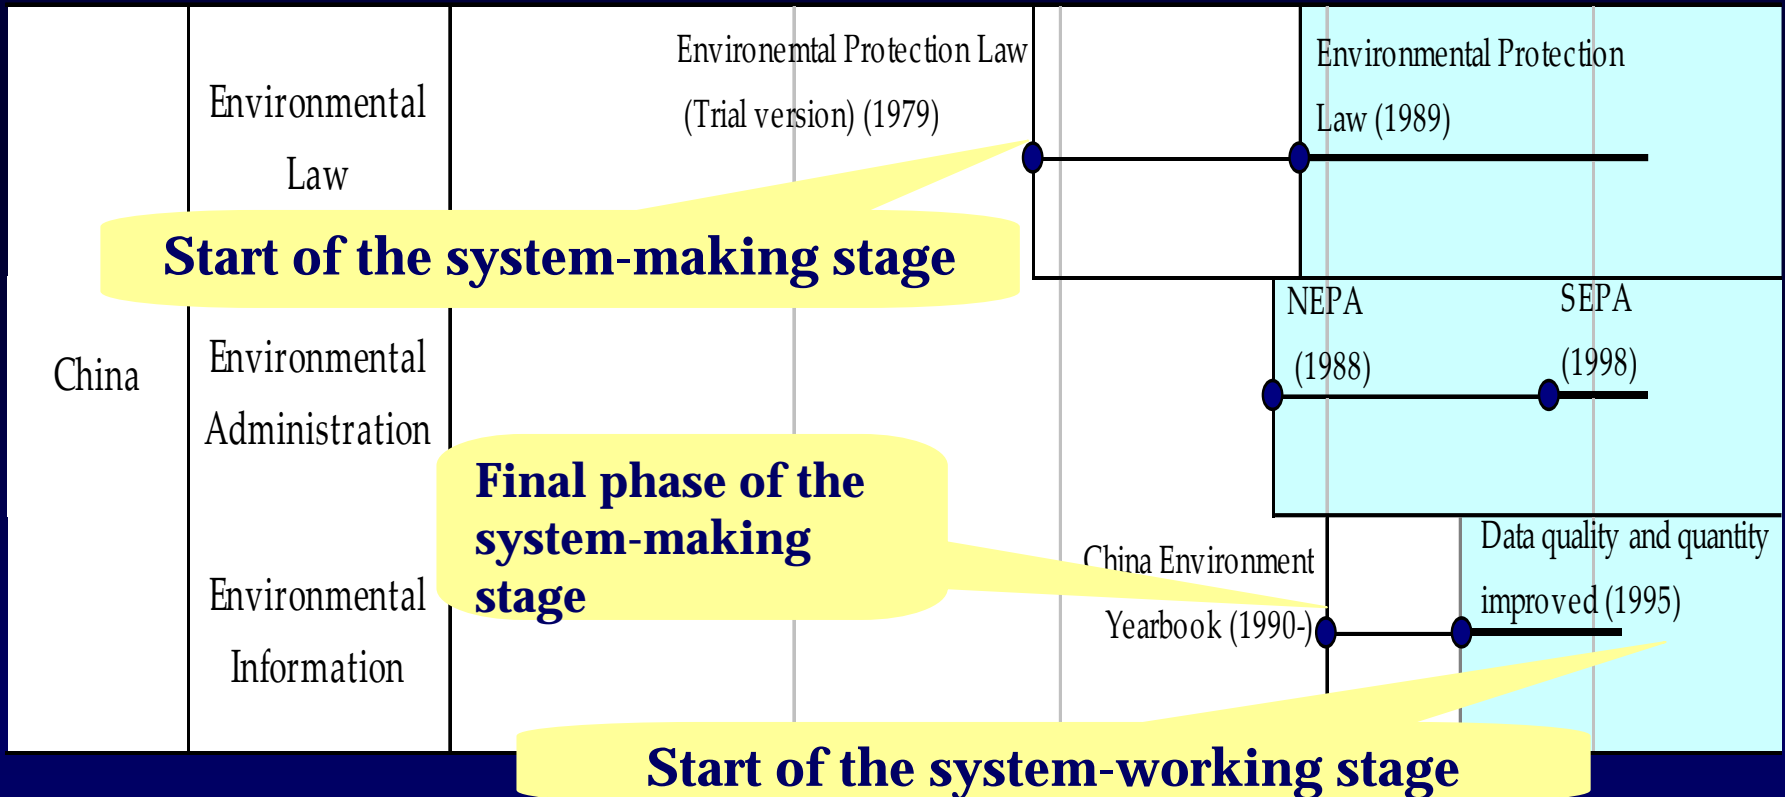 China
Environmental
Law
Environemtal Protection Law
(Trial version) (1979)
Environmental Protection
Law (1989)
Start of the system-making stage
Environmental
Administration
NEPA
(1988)
SEPA
(1998)
Final phase of the
system-making
stage
Environmental
Information
China Environment
Yearbook (1990-)
Data quality and quantity
improved (1995)
Start of the system-working stage